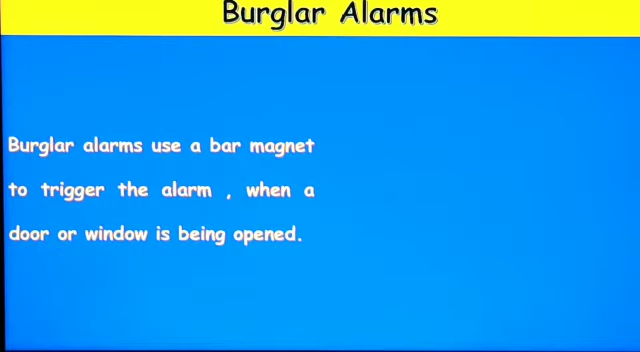 Burglar Alarms
Burglar alarms use a bar magnet
to trigger the alarm , when a
door or window is being opened.